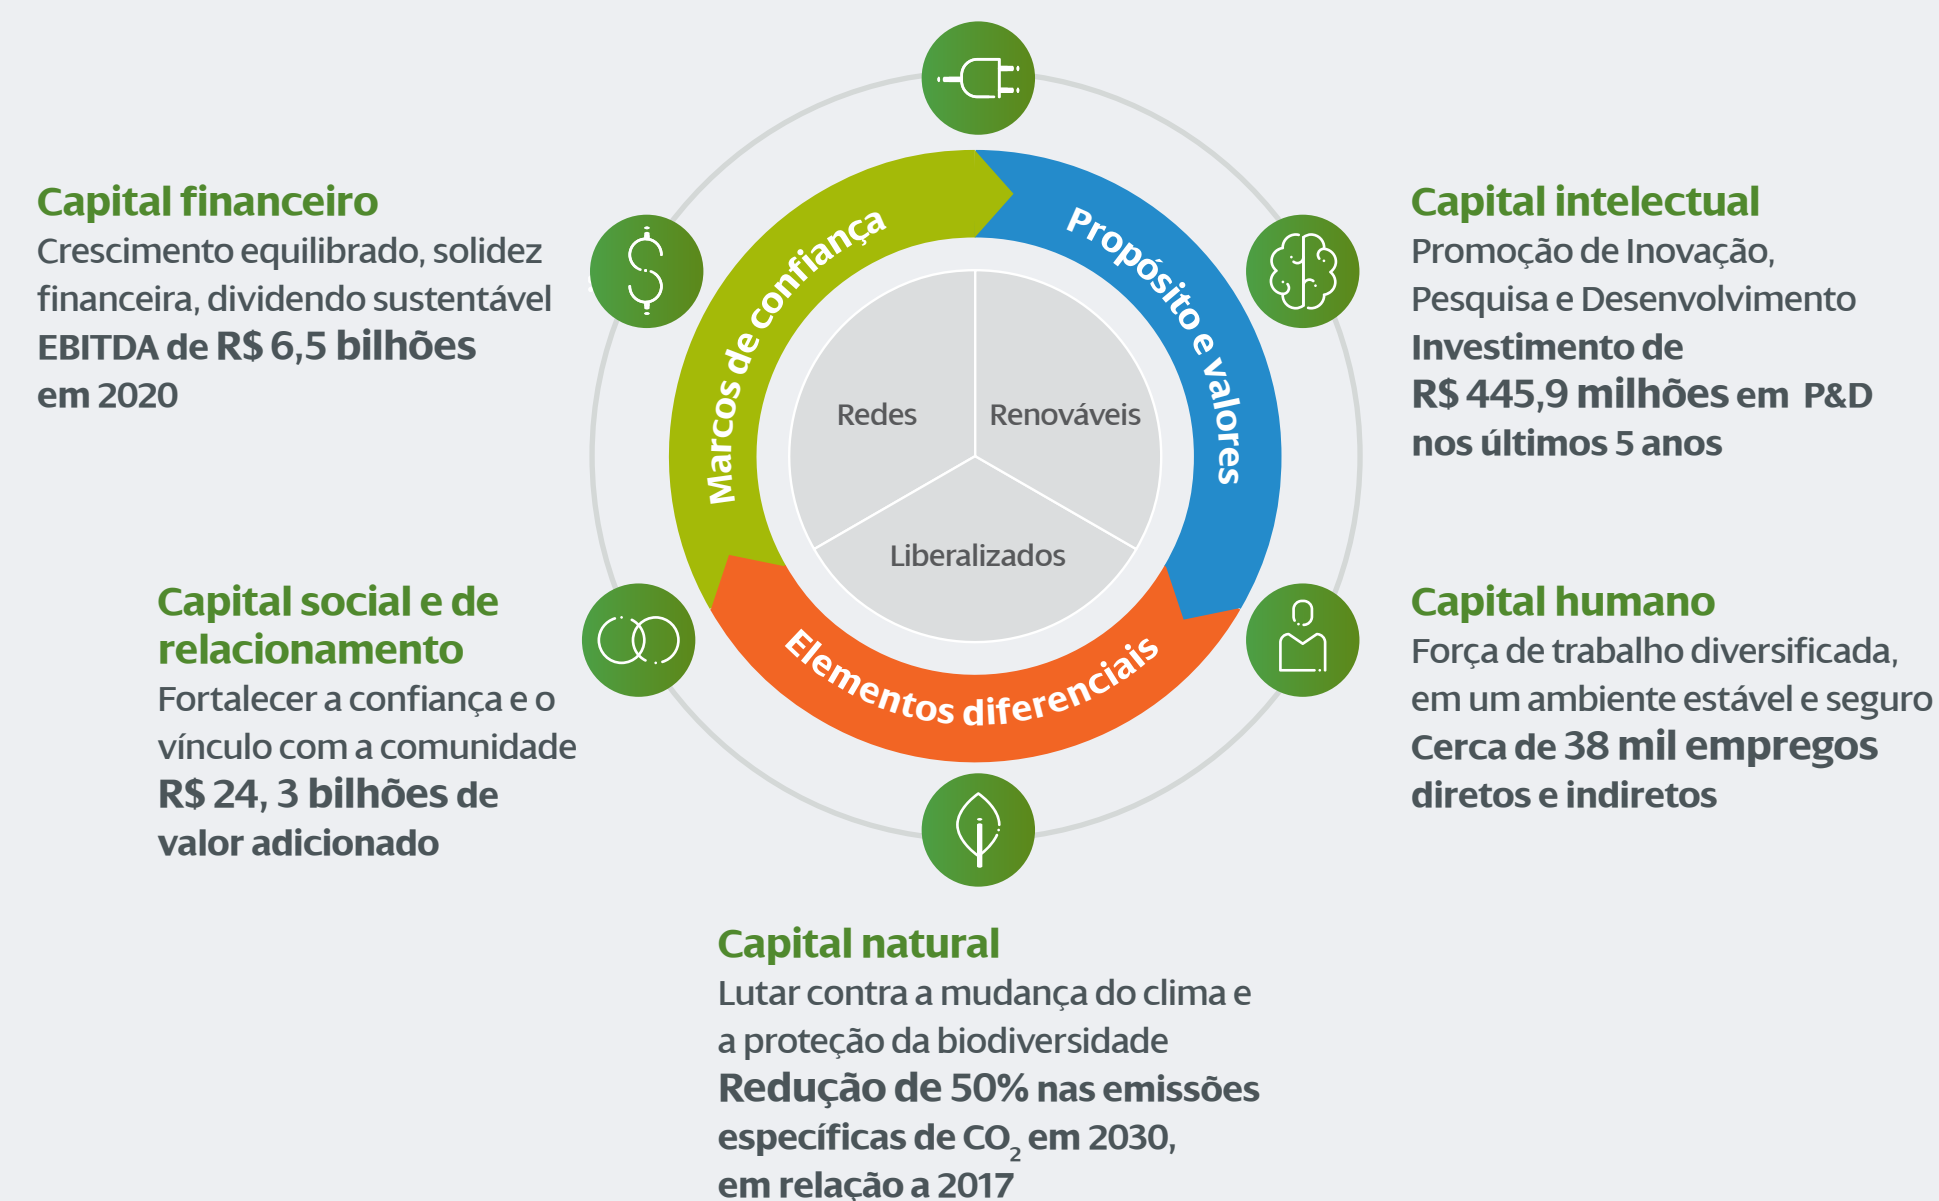 Capital financeiro
Crescimento equilibrado, solidez
financeira, dividendo sustentável
EBITDA de R$ 6,5 bilhões
em 2020
Capital social e de
relacionamento
Fortalecer a confiança e o
vínculo com a comunidade
R$ 24, 3 bilhões de
valor adicionado
Marcos de confiança
Propósito e valores
Elementos diferenciais
Redes
Renováveis
Liberalizados
Capital intelectual
Promoção de Inovação,
Pesquisa e Desenvolvimento
Investimento de
R$ 445,9 milhões em P&D
nos últimos 5 anos
Capital humano
Força de trabalho diversificada,
em um ambiente estável e seguro
Cerca de 38 mil empregos
diretos e indiretos
Capital natural
Lutar contra a mudança do clima e
a proteção da biodiversidade
Redução de 50% nas emissões
específicas de CO₂ em 2030,
em relação a 2017